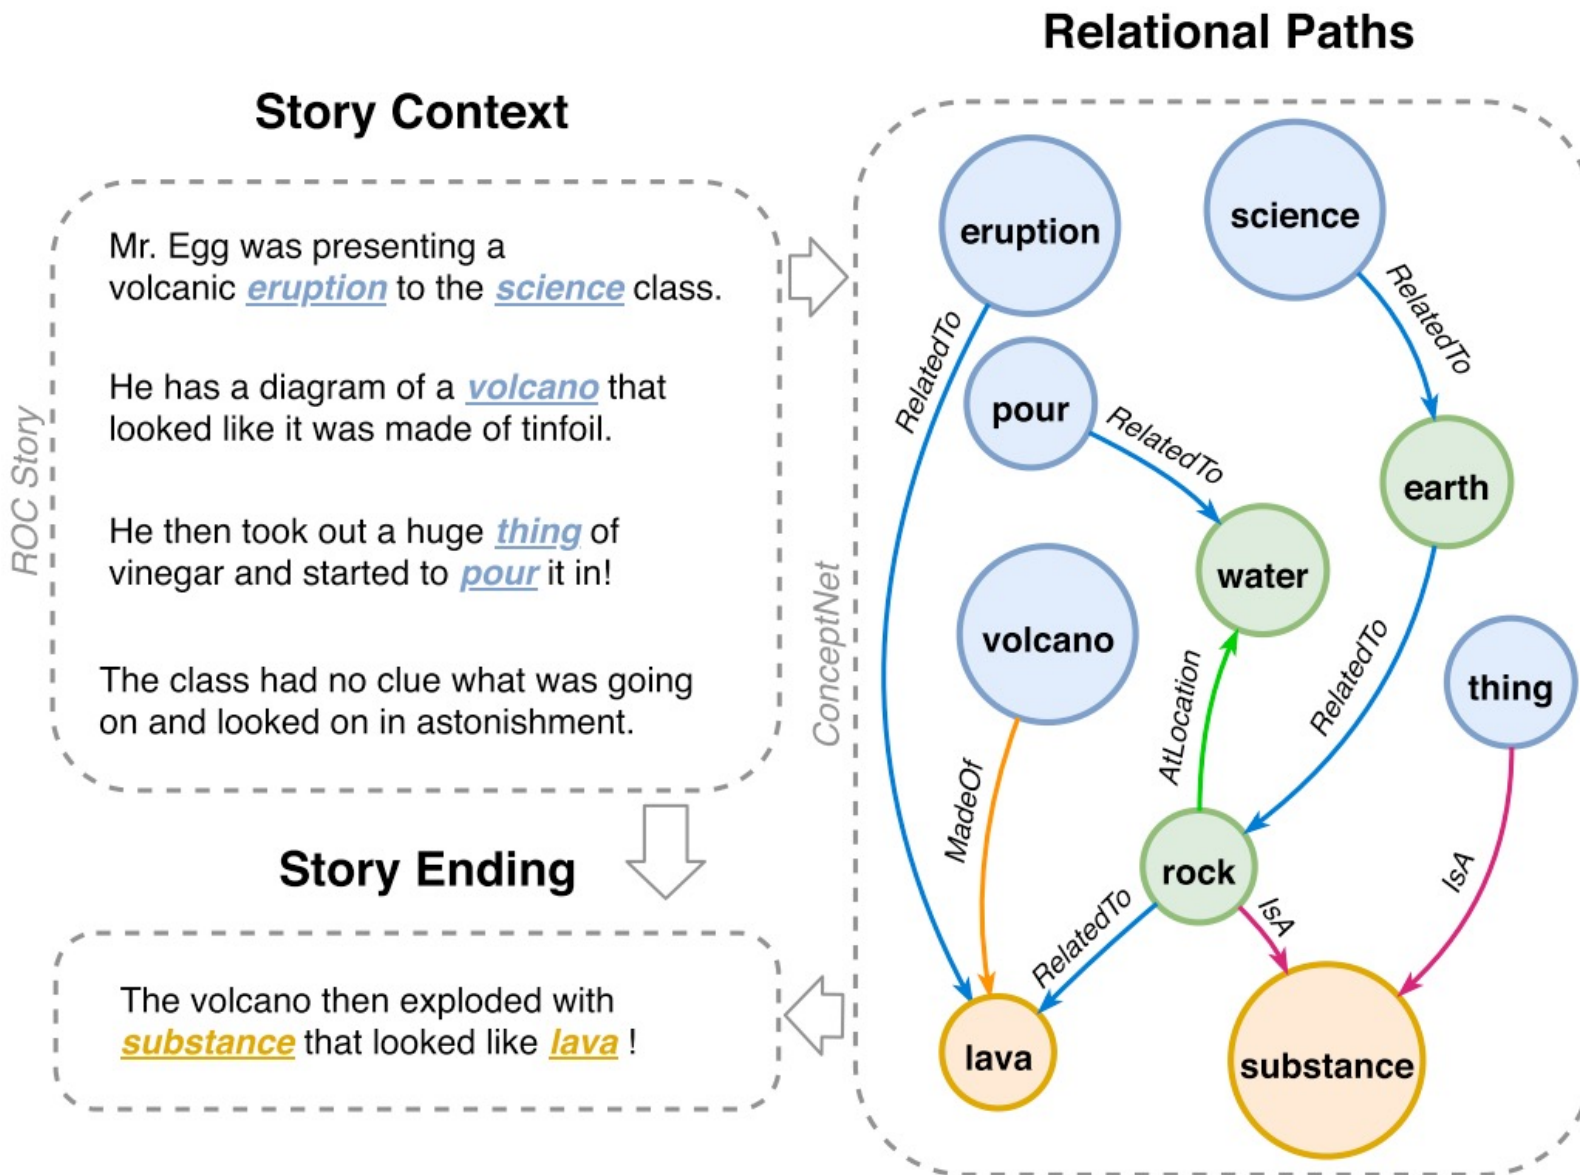 Relational Paths
Story Context
ROC Story
Mr. Egg was presenting a
volcanic eruption to the science class.
He has a diagram of a volcano that
looked like it was made of tinfoil.
He then took out a huge thing of
vinegar and started to pour it in!
The class had no clue what was going
on and looked on in astonishment.
Story Ending
The volcano then exploded with
substance that looked like lava !
ConceptNet
eruption
science
RelatedTo
RelatedTo
pour
RelatedTo
earth
water
volcano
RelatedTo
thing
AtLocation
MadeOf
rock
IsA
RelatedTo
IsA
lava
substance